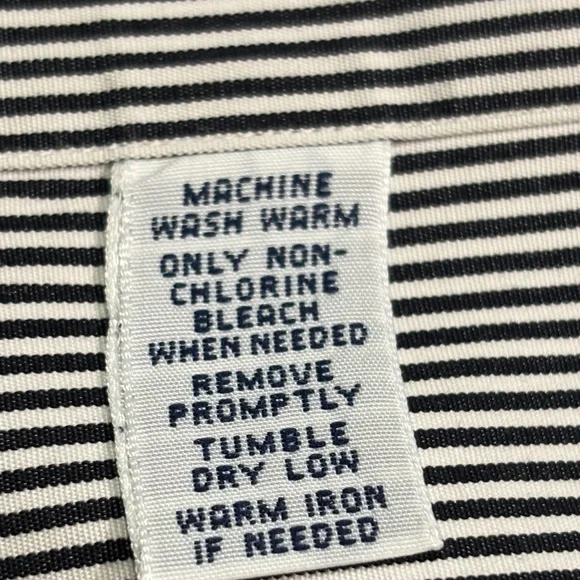 MACHINE
WASH WARM
ONLY NON-
CHLORINE
BLEACH
WHEN NEEDED
REMOVE
PROMPTLY
TUMBLE
DRY LOW
WARM IRON
IF NEEDED